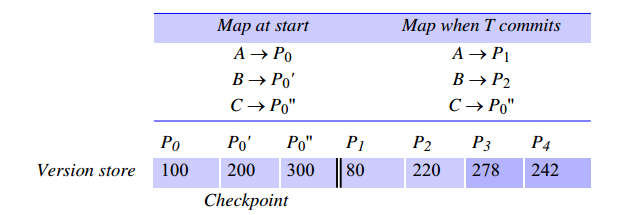 Map at start Map when T commits
A → P0 A → P1
B → P0' B → P2
C → P0" C → P0"
P0 P0' P0" P1 P2 P3 P4
Version store 100 200 300 80 220 278 242
Checkpoint